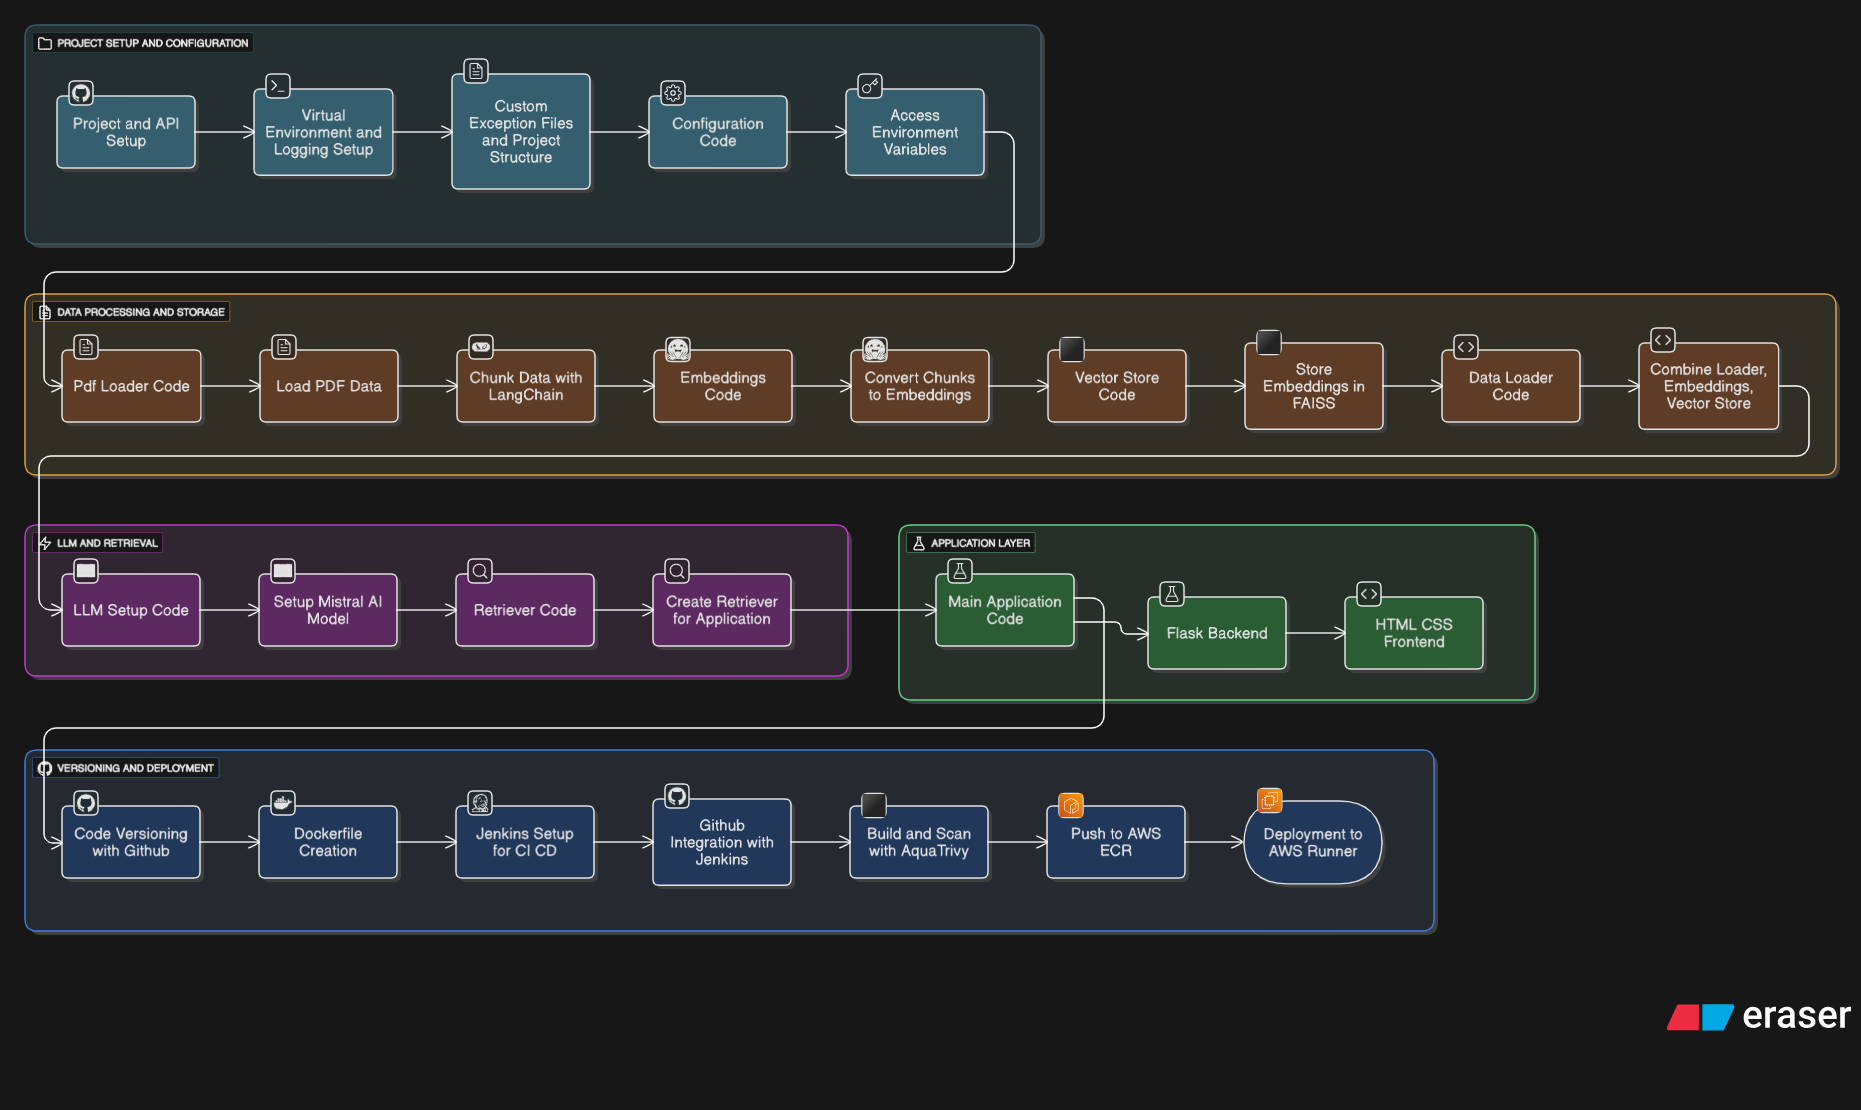 PROJECT SETUP AND CONFIGURATION
Project and API
Setup
Virtual
Environment and
Logging Setup
Custom
Exception Files
and Project
Structure
Configuration
Code
Access
Environment
Variables
DATA PROCESSING AND STORAGE
Pdf Loader Code
Load PDF Data
Chunk Data with
LangChain
Embeddings
Code
Convert Chunks
to Embeddings
Vector Store
Code
Store
Embeddings in
FAISS
Data Loader
Code
Combine Loader,
Embeddings,
Vector Store
LLM AND RETRIEVAL
LLM Setup Code
Setup Mistral AI
Model
Retriever Code
Create Retriever
for Application
APPLICATION LAYER
Main Application
Code
Flask Backend
HTML CSS
Frontend
VERSIONING AND DEPLOYMENT
Code Versioning
with Github
Dockerfile
Creation
Jenkins Setup
for CI CD
Github
Integration with
Jenkins
Build and Scan
with AquaTrivy
Push to AWS
ECR
Deployment to
AWS Runner
eraser